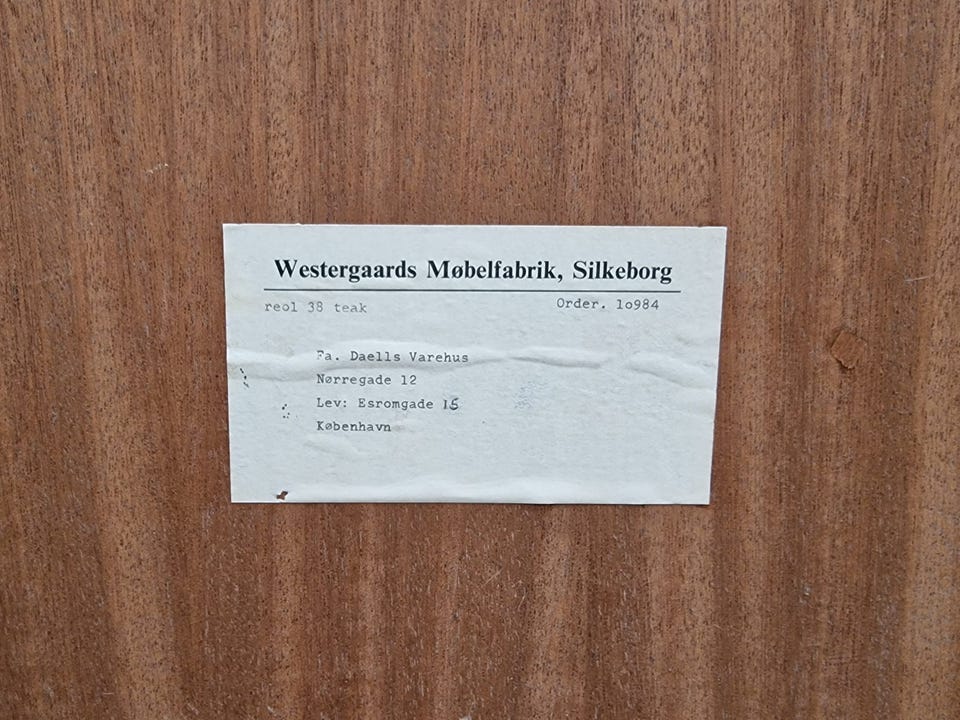 Westergaards Møbelfabrik, Silkeborg
reol 38 teak Order. 1o984
Fa. Daells Varehus
Nørregade 12
Lev: Esromgade 15
København